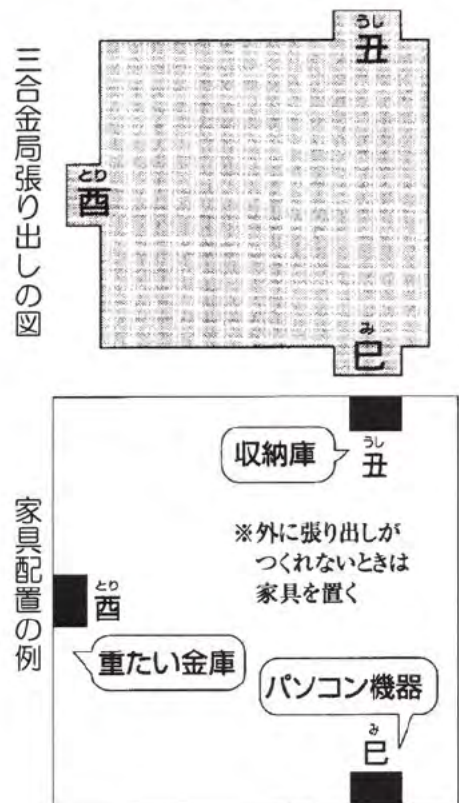 三合金局張り出しの図
うし
丑
とり
酉
み
巳
家具配置の例
収納庫
うし
丑
※外に張り出しが
つくれないときは
家具を置く
とり
酉
重たい金庫
パソコン機器
み
巳